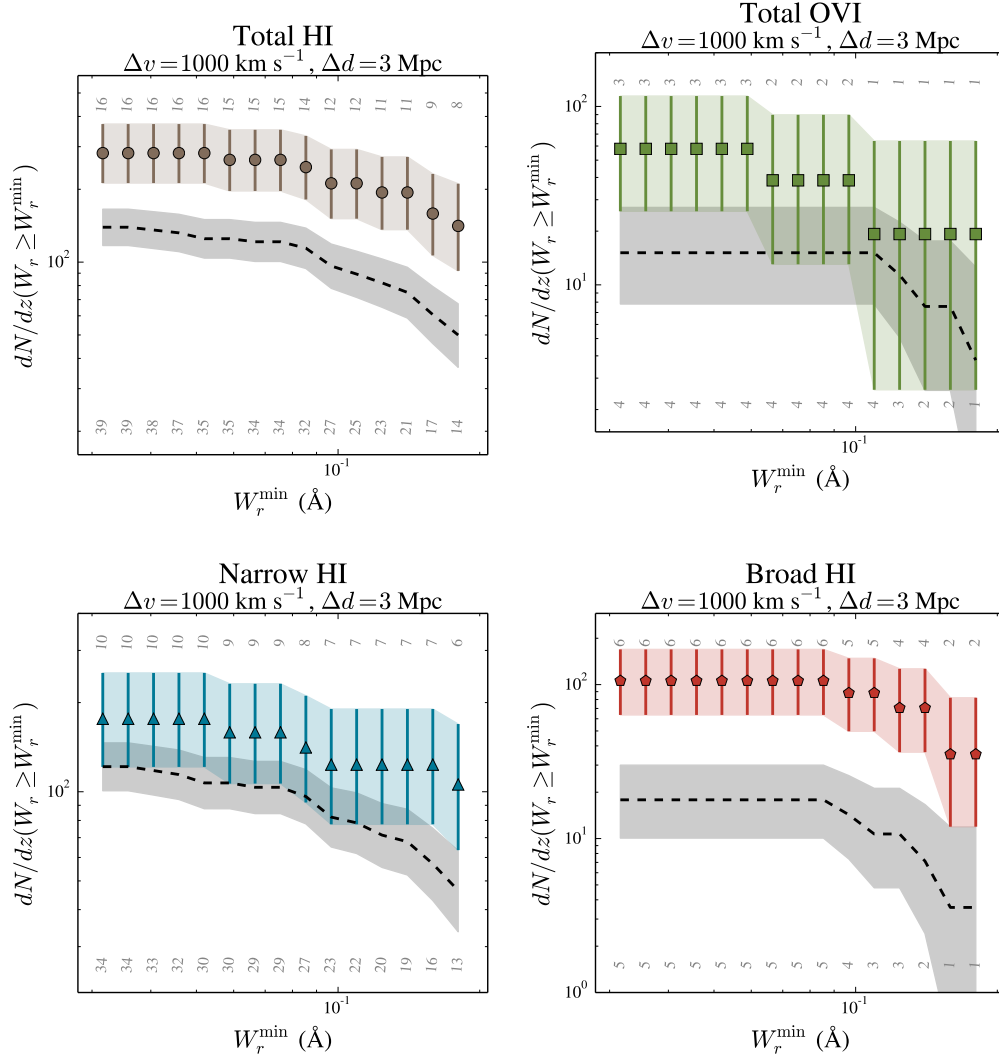 Total HI
Δv = 1000 km s⁻¹, Δd = 3 Mpc
16 16 16 16 16 15 15 15 14 12 12 11 11 9 8
dN/dz(W_r ≥ W_r^min)
10²
39 39 38 37 35 35 34 34 32 27 25 23 21 17 14
10⁻¹
W_r^min (Å)
Total OVI
Δv = 1000 km s⁻¹, Δd = 3 Mpc
3 3 3 3 3 3 2 2 2 2 1 1 1 1 1
dN/dz(W_r ≥ W_r^min)
10²
10¹
4 4 4 4 4 4 4 4 4 4 4 3 2 2 1
10⁻¹
W_r^min (Å)
Narrow HI
Δv = 1000 km s⁻¹, Δd = 3 Mpc
10 10 10 10 10 9 9 9 8 7 7 7 7 7 6
dN/dz(W_r ≥ W_r^min)
10²
34 34 33 32 30 30 29 29 27 23 22 20 19 16 13
10⁻¹
W_r^min (Å)
Broad HI
Δv = 1000 km s⁻¹, Δd = 3 Mpc
6 6 6 6 6 6 6 6 6 5 5 4 4 2 2
dN/dz(W_r ≥ W_r^min)
10²
10¹
10⁰
5 5 5 5 5 5 5 5 5 4 3 3 2 1 1
10⁻¹
W_r^min (Å)